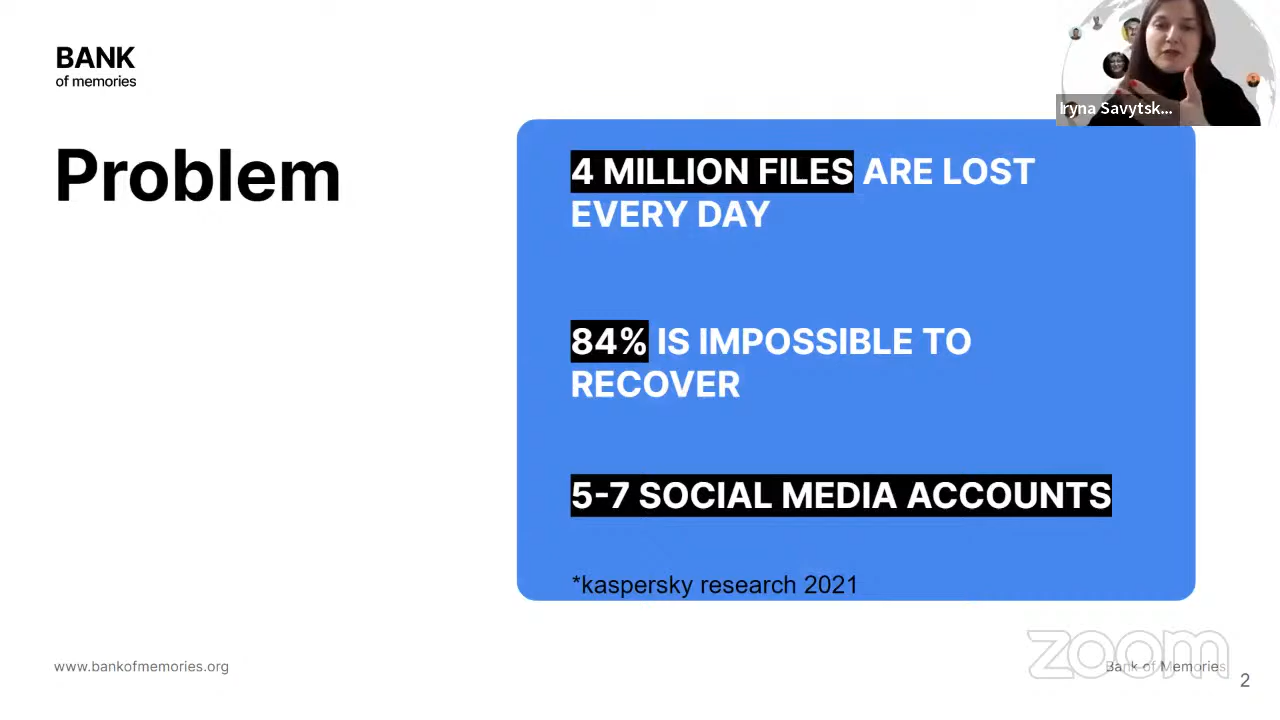 BANK
of memories
Iryna Savytsk...
Problem
4 MILLION FILES ARE LOST
EVERY DAY
84% IS IMPOSSIBLE TO
RECOVER
5-7 SOCIAL MEDIA ACCOUNTS
*kaspersky research 2021
www.bankofmemories.org
zoom
Bank of Memories
2